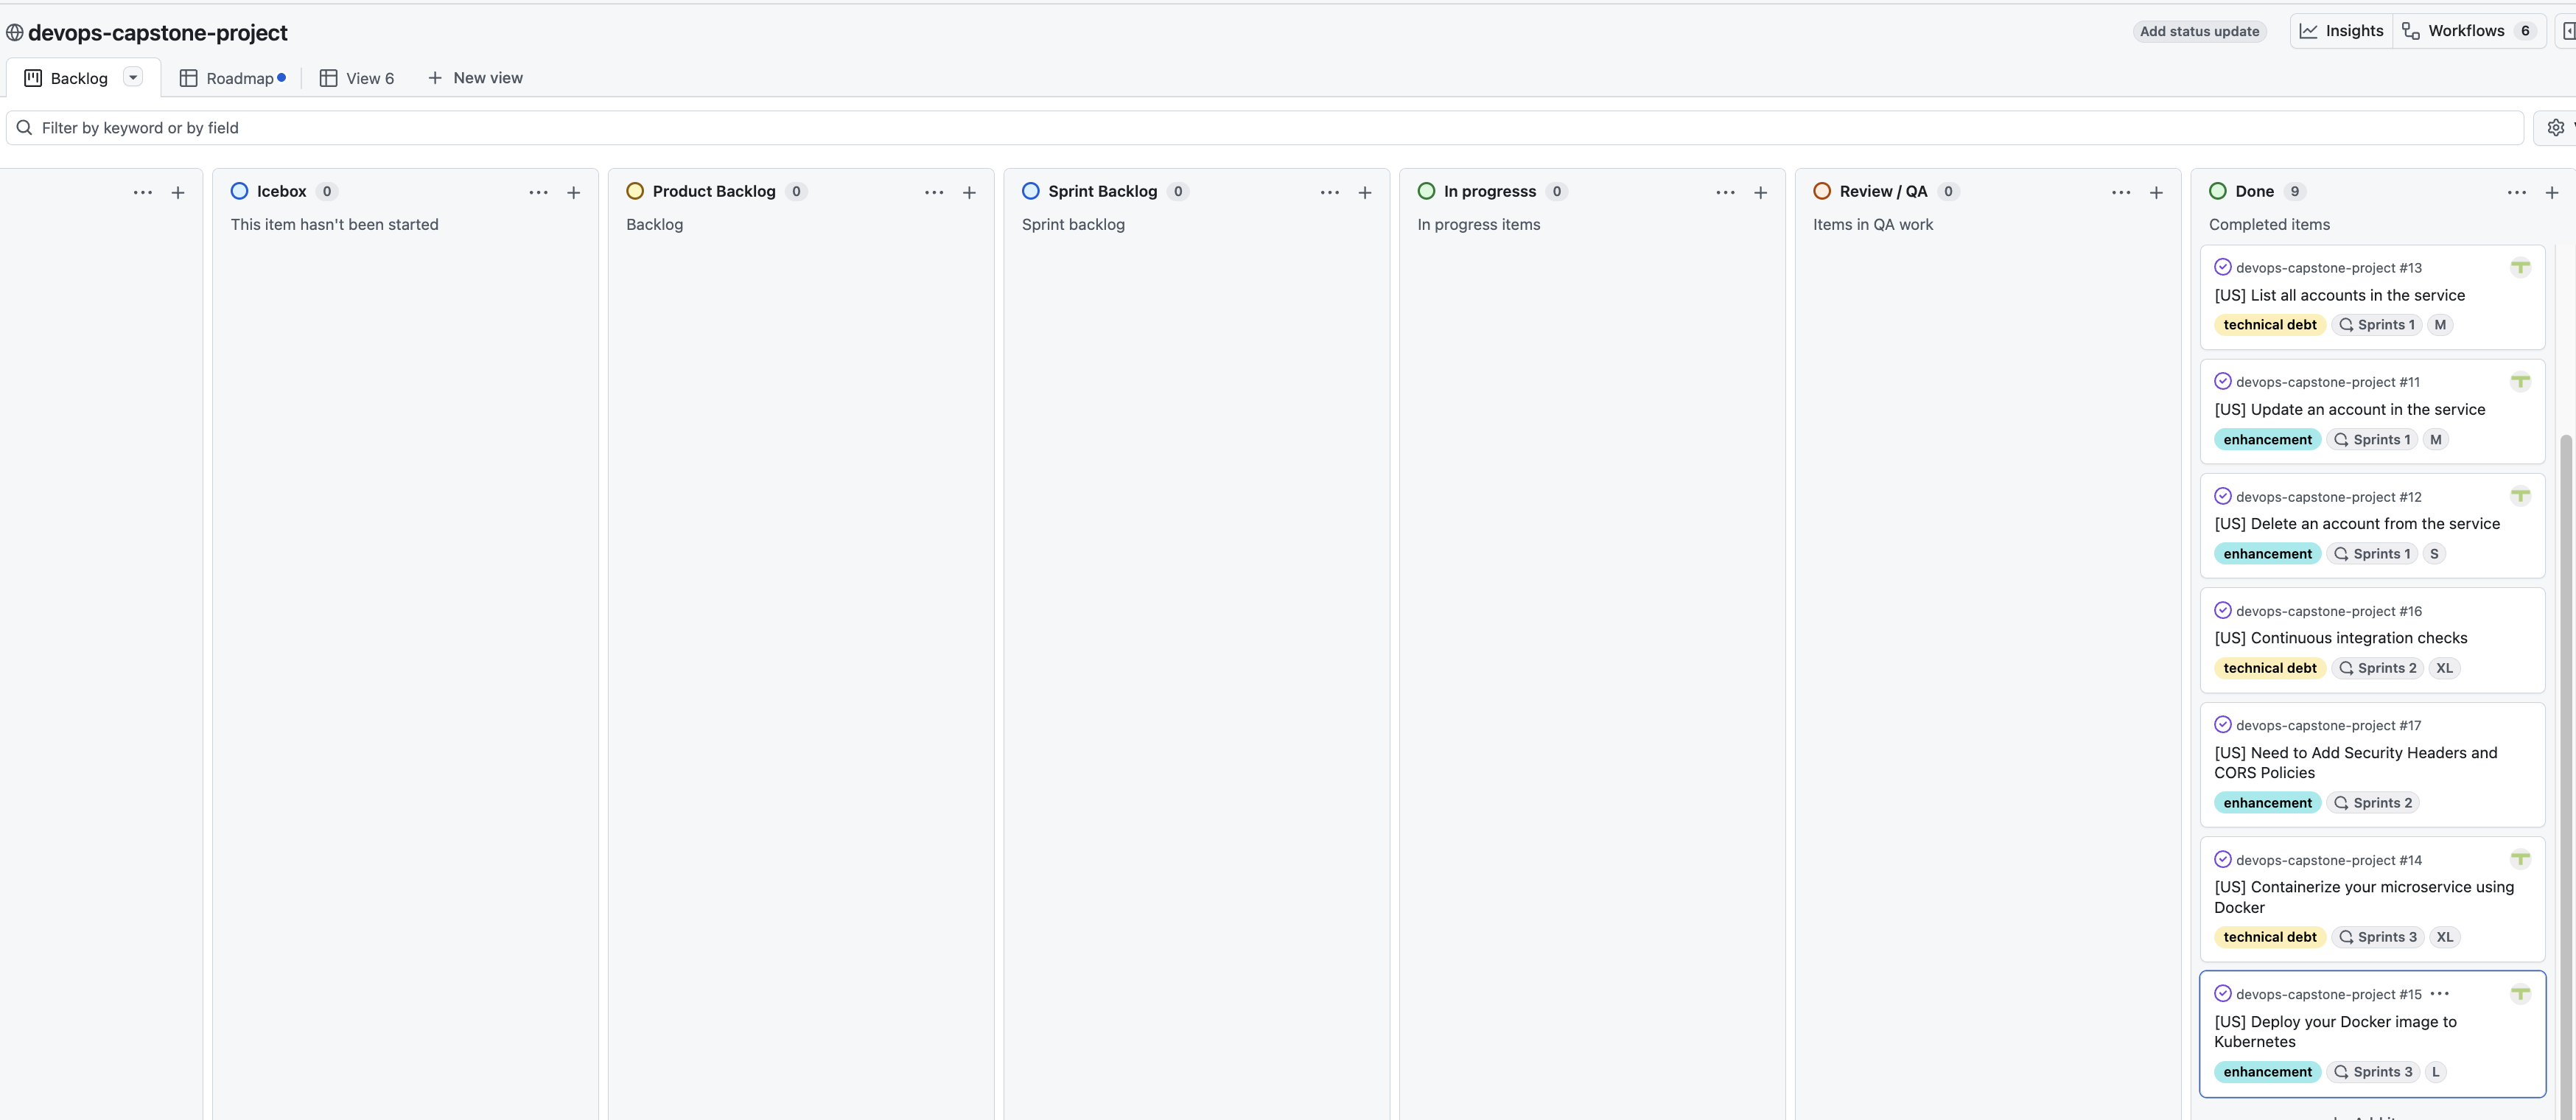 devops-capstone-project
Add status update
Insights
Workflows 6
Backlog
Roadmap
View 6
New view
Filter by keyword or by field
Icebox 0
This item hasn't been started
Product Backlog 0
Backlog
Sprint Backlog 0
Sprint backlog
In progresss 0
In progress items
Review / QA 0
Items in QA work
Done 9
Completed items
devops-capstone-project #13
[US] List all accounts in the service
technical debt Sprints 1 M
devops-capstone-project #11
[US] Update an account in the service
enhancement Sprints 1 M
devops-capstone-project #12
[US] Delete an account from the service
enhancement Sprints 1 S
devops-capstone-project #16
[US] Continuous integration checks
technical debt Sprints 2 XL
devops-capstone-project #17
[US] Need to Add Security Headers and
CORS Policies
enhancement Sprints 2
devops-capstone-project #14
[US] Containerize your microservice using
Docker
technical debt Sprints 3 XL
devops-capstone-project #15
[US] Deploy your Docker image to
Kubernetes
enhancement Sprints 3 L